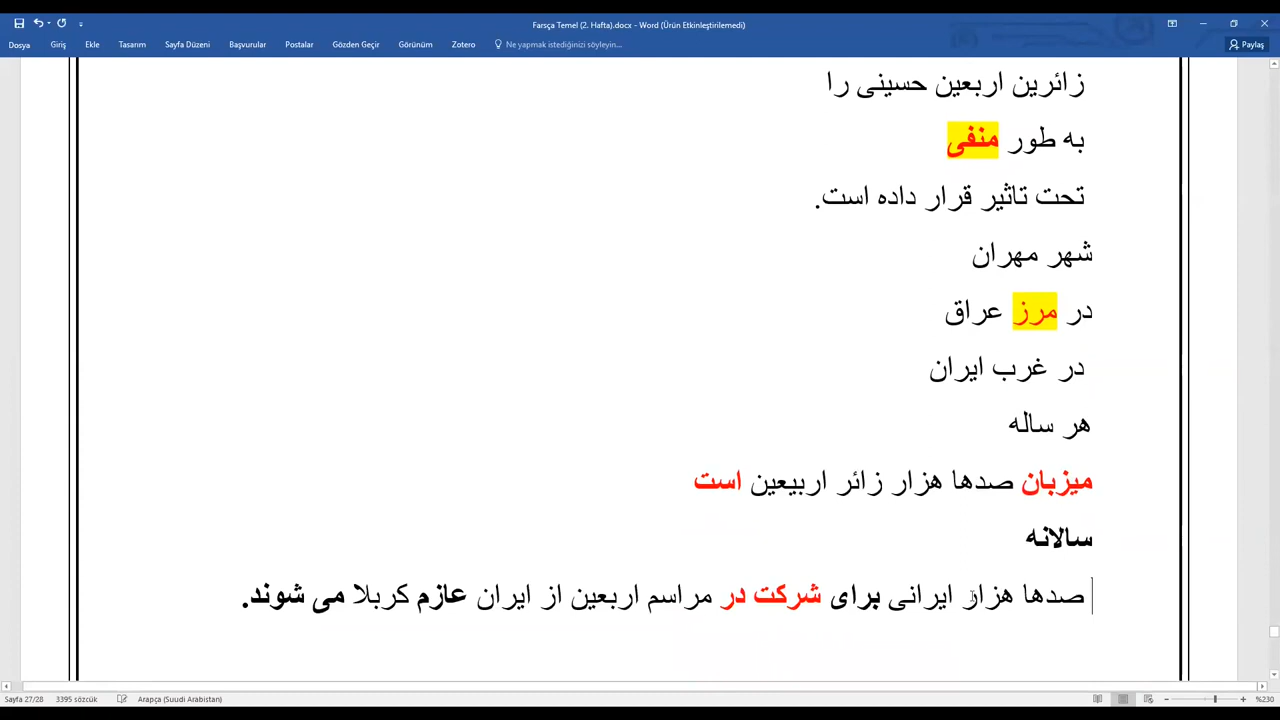 Farsça Temel (2. Hafta).docx - Word (Ürün Etkinleştirilemedi)
Dosya Giriş Ekle Tasarım Sayfa Düzeni Başvurular Postalar Gözden Geçir Görünüm Zotero Ne yapmak istediğinizi söyleyin... Paylaş
زائرین اربعین حسینی را
به طور منفی
تحت تاثیر قرار داده است.
شهر مهران
در مرز عراق
در غرب ایران
هر ساله
میزبان صدها هزار زائر اربیعین است
سالانه
صدها هزار ایرانی برای شرکت در مراسم اربعین از ایران عازم کربلا می شوند.
Sayfa 27/28 3395 sözcük Arapça (Suudi Arabistan) %230